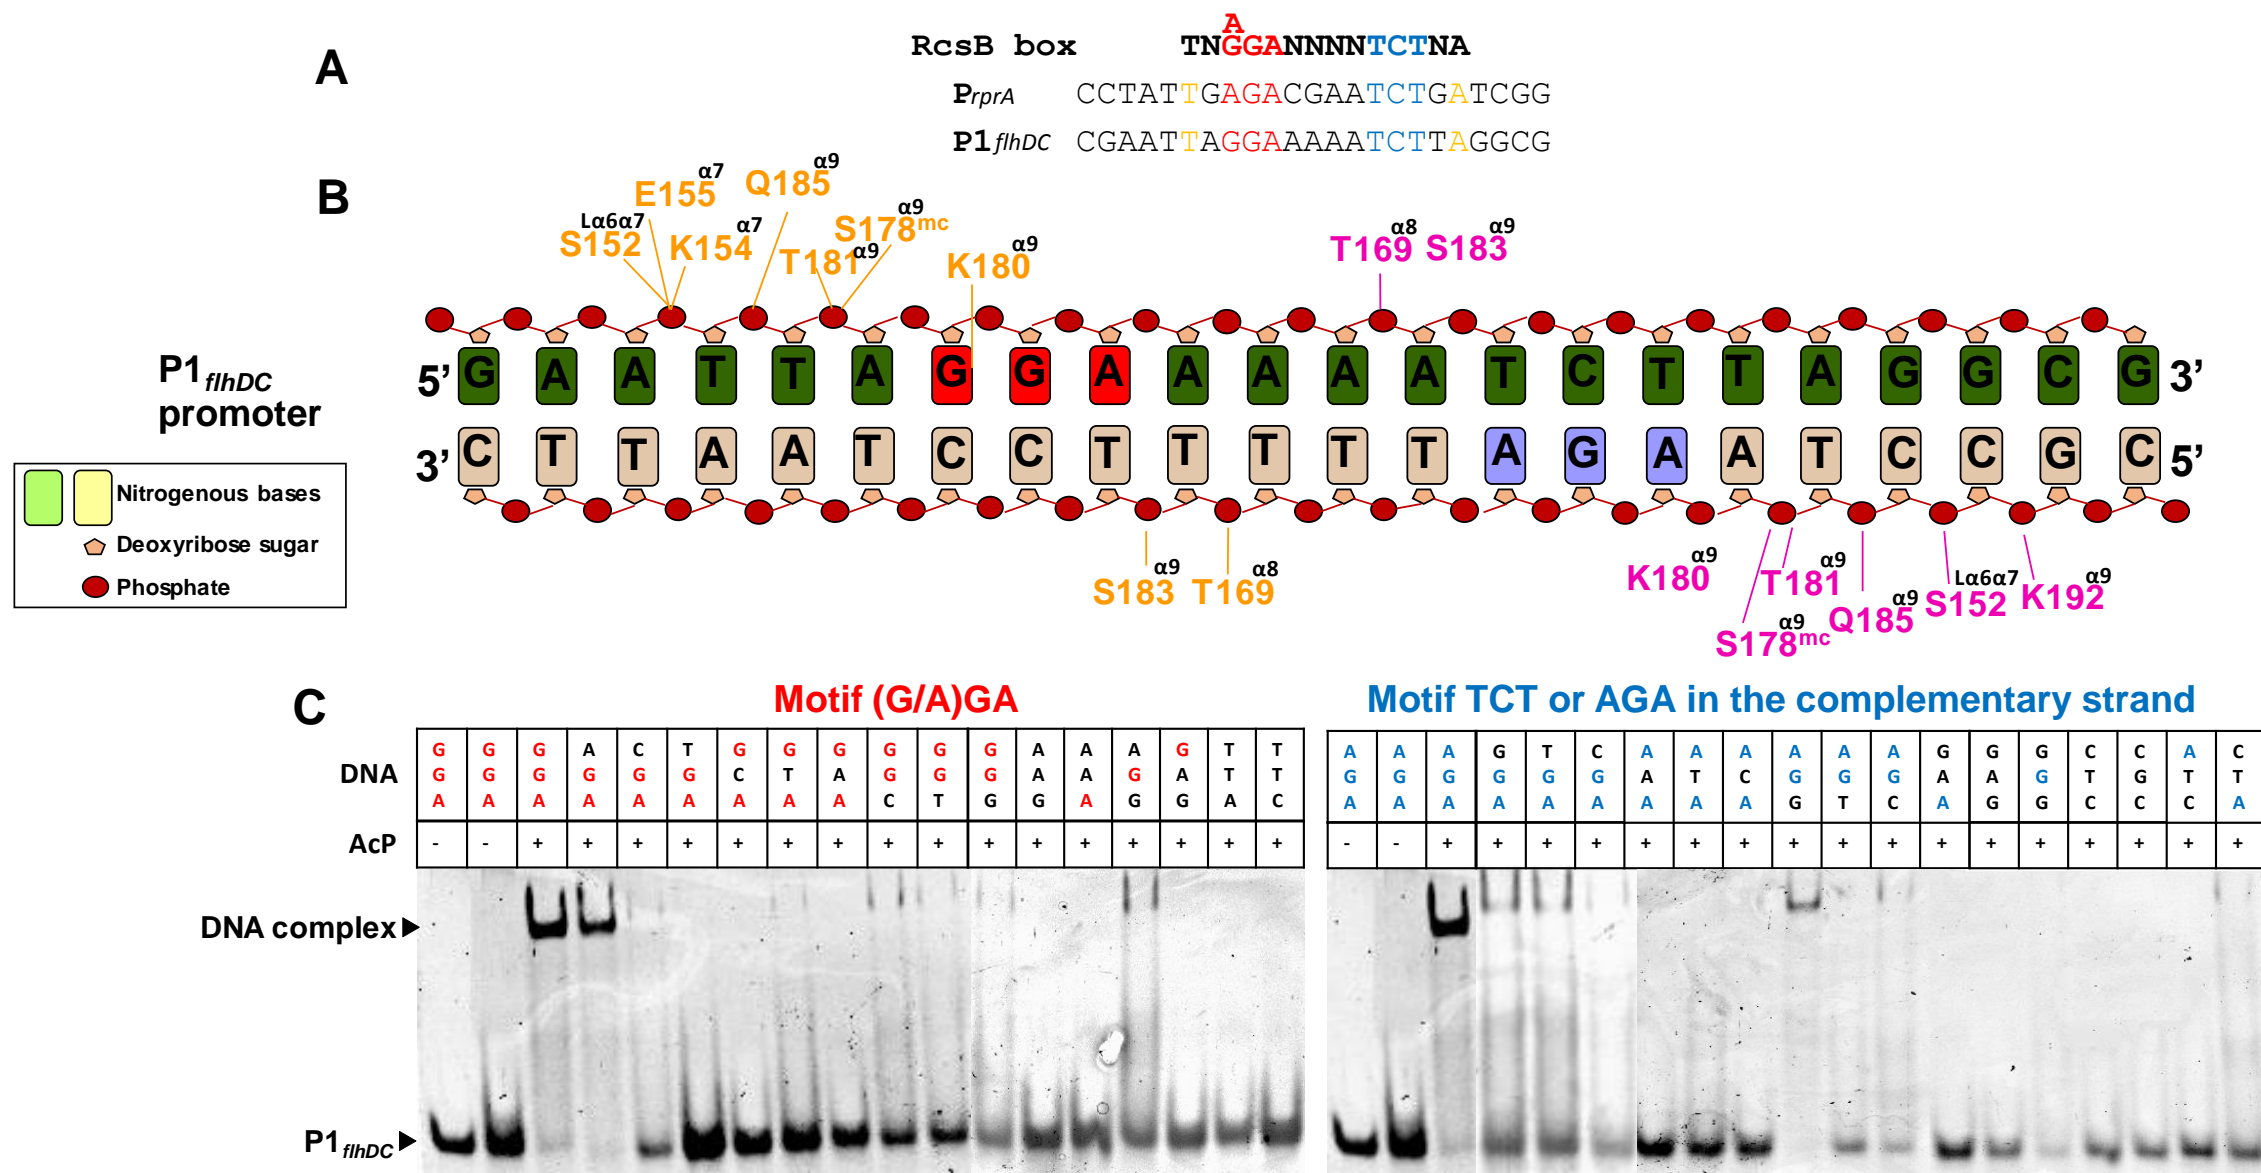 A
A
RcsB box TNGGANNNNTCTNA
PrprA CCTATTGAGACGAATCTGATCGG
P1flhDC CGAATTAGGAAAAATCTTAGGCG
B
S152 Lα6α7
E155 α7
K154 α7
Q185 α9
T181 α9
S178mc α9
K180 α9
T169 α8 S183 α9
P1flhDC
promoter
5’ G A A T T A G G A A A A A T C T T A G G C G 3’
3’ C T T A A T C C T T T T T A G A A T C C G C 5’
Nitrogenous bases
Deoxyribose sugar
Phosphate
S183 α9 T169 α8
K180 α9
S178mc α9
T181 α9
Q185 α9
S152 Lα6α7
K192 α9
C
Motif (G/A)GA
Motif TCT or AGA in the complementary strand
G G G A C T G G G G G G A A A G T T
DNA G G G G G G C T A G G G A A G A T T
A A A A A A A A A C T G G A G G A C
AcP - - + + + + + + + + + + + + + + + +
A A A G T C A A A A A A G G G C C A C
G G G G G G A T C G G G A A G T G T T
A A A A A A A A A G T C A G G C C C A
- - + + + + + + + + + + + + + + + + +
DNA complex
P1flhDC